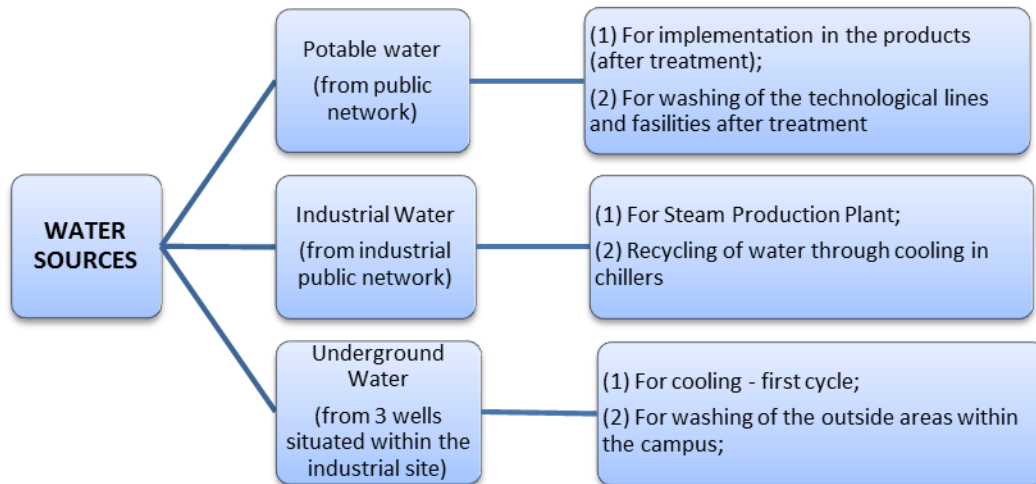 WATER
SOURCES
Potable water
(from public
network)
(1) For implementation in the products
(after treatment);
(2) For washing of the technological lines
and fasilities after treatment
Industrial Water
(from industrial
public network)
(1) For Steam Production Plant;
(2) Recycling of water through cooling in
chillers
Underground
Water
(from 3 wells
situated within the
industrial site)
(1) For cooling - first cycle;
(2) For washing of the outside areas within
the campus;